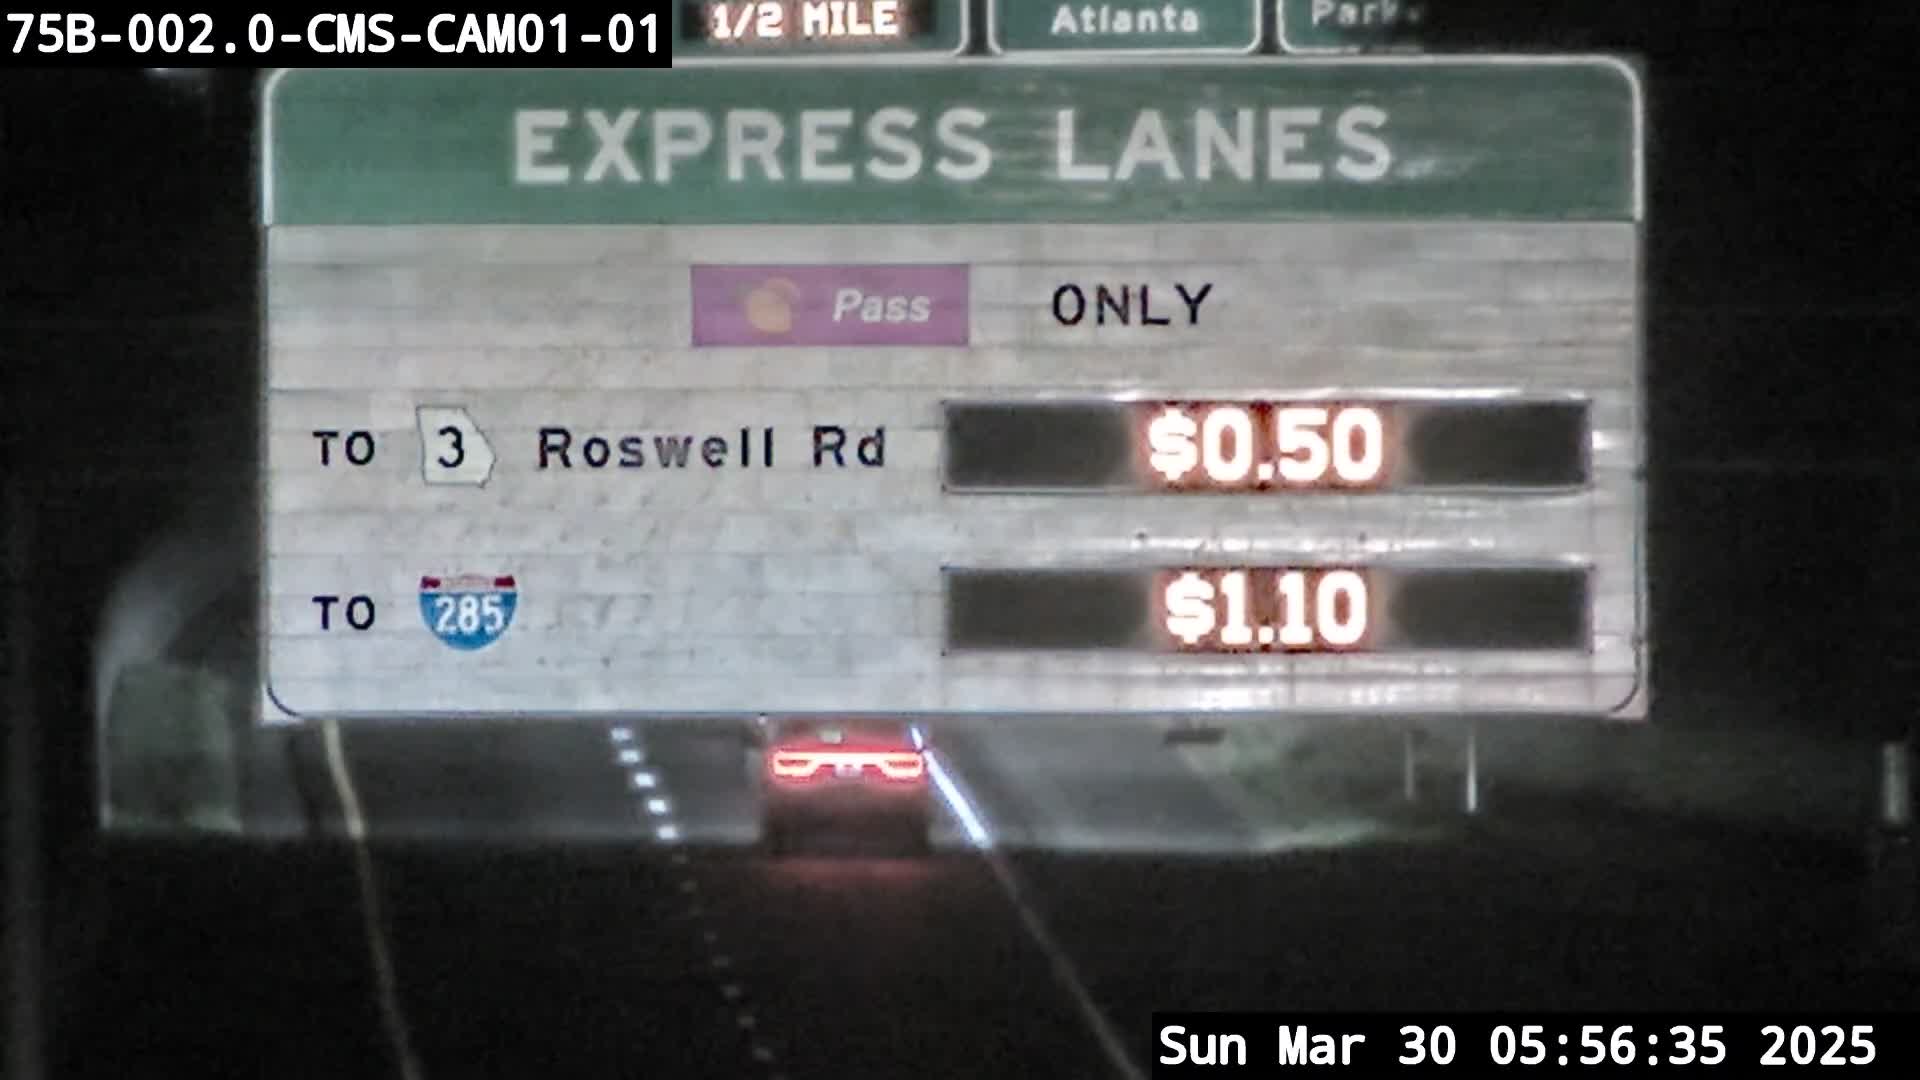 75B-002.0-CMS-CAM01-01
1/2 MILE
Atlanta
Park
EXPRESS LANES
Pass ONLY
TO 3 Roswell Rd $0.50
TO 285 $1.10
Sun Mar 30 05:56:35 2025